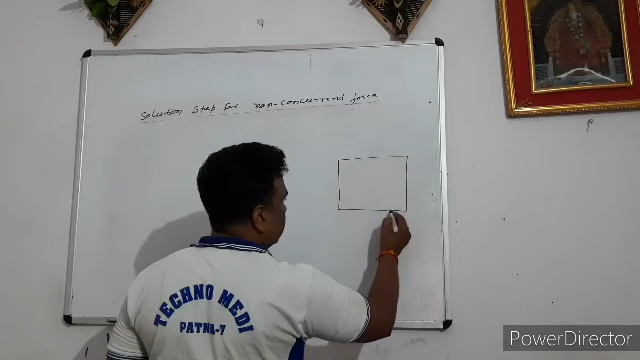 Solution Step for non-concurrent force
TECHNO MEDI
PATNA-7
PowerDirector